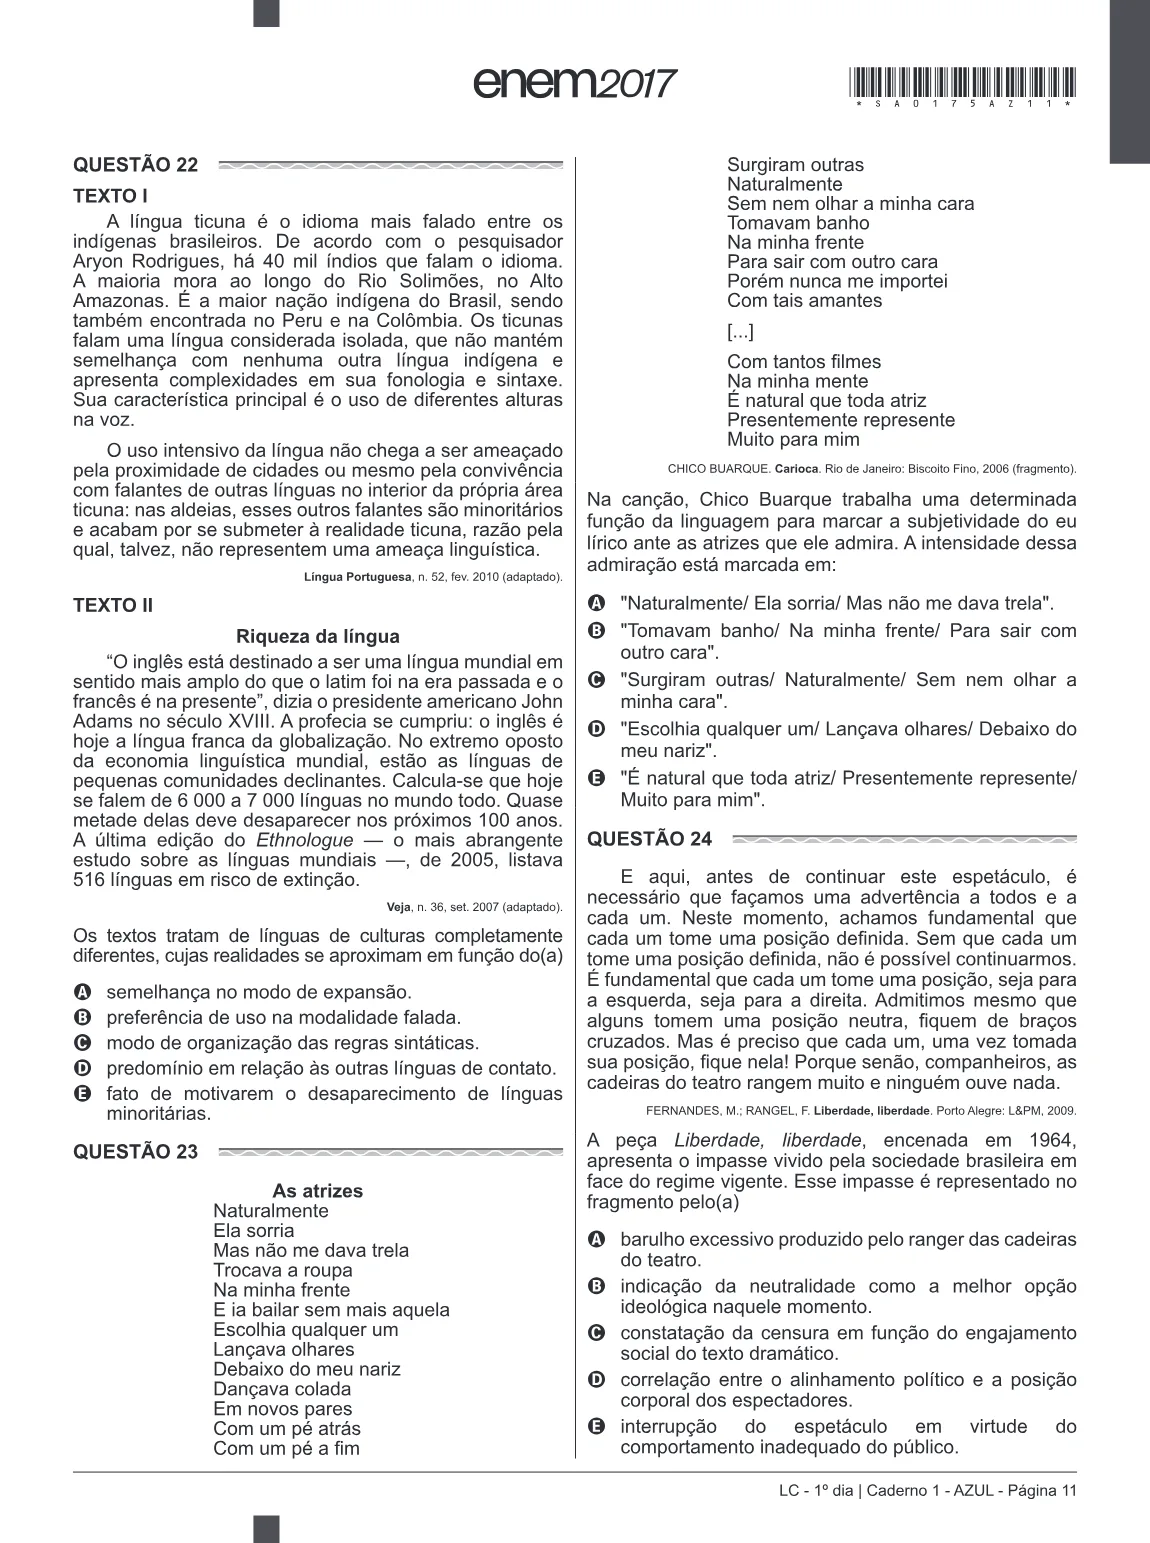 enem2017
*SA0175AZ11*
QUESTÃO 22
TEXTO I
A língua ticuna é o idioma mais falado entre os
indígenas brasileiros. De acordo com o pesquisador
Aryon Rodrigues, há 40 mil índios que falam o idioma.
A maioria mora ao longo do Rio Solimões, no Alto
Amazonas. É a maior nação indígena do Brasil, sendo
também encontrada no Peru e na Colômbia. Os ticunas
falam uma língua considerada isolada, que não mantém
semelhança com nenhuma outra língua indígena e
apresenta complexidades em sua fonologia e sintaxe.
Sua característica principal é o uso de diferentes alturas
na voz.
O uso intensivo da língua não chega a ser ameaçado
pela proximidade de cidades ou mesmo pela convivência
com falantes de outras línguas no interior da própria área
ticuna: nas aldeias, esses outros falantes são minoritários
e acabam por se submeter à realidade ticuna, razão pela
qual, talvez, não representem uma ameaça linguística.
Língua Portuguesa, n. 52, fev. 2010 (adaptado).
TEXTO II
Riqueza da língua
“O inglês está destinado a ser uma língua mundial em
sentido mais amplo do que o latim foi na era passada e o
francês é na presente”, dizia o presidente americano John
Adams no século XVIII. A profecia se cumpriu: o inglês é
hoje a língua franca da globalização. No extremo oposto
da economia linguística mundial, estão as línguas de
pequenas comunidades declinantes. Calcula-se que hoje
se falem de 6 000 a 7 000 línguas no mundo todo. Quase
metade delas deve desaparecer nos próximos 100 anos.
A última edição do Ethnologue — o mais abrangente
estudo sobre as línguas mundiais —, de 2005, listava
516 línguas em risco de extinção.
Veja, n. 36, set. 2007 (adaptado).
Os textos tratam de línguas de culturas completamente
diferentes, cujas realidades se aproximam em função do(a)
A semelhança no modo de expansão.
B preferência de uso na modalidade falada.
C modo de organização das regras sintáticas.
D predomínio em relação às outras línguas de contato.
E fato de motivarem o desaparecimento de línguas
minoritárias.
QUESTÃO 23
As atrizes
Naturalmente
Ela sorria
Mas não me dava trela
Trocava a roupa
Na minha frente
E ia bailar sem mais aquela
Escolhia qualquer um
Lançava olhares
Debaixo do meu nariz
Dançava colada
Em novos pares
Com um pé atrás
Com um pé a fim
Surgiram outras
Naturalmente
Sem nem olhar a minha cara
Tomavam banho
Na minha frente
Para sair com outro cara
Porém nunca me importei
Com tais amantes
[...]
Com tantos filmes
Na minha mente
É natural que toda atriz
Presentemente represente
Muito para mim
CHICO BUARQUE. Carioca. Rio de Janeiro: Biscoito Fino, 2006 (fragmento).
Na canção, Chico Buarque trabalha uma determinada
função da linguagem para marcar a subjetividade do eu
lírico ante as atrizes que ele admira. A intensidade dessa
admiração está marcada em:
A "Naturalmente/ Ela sorria/ Mas não me dava trela".
B "Tomavam banho/ Na minha frente/ Para sair com
outro cara".
C "Surgiram outras/ Naturalmente/ Sem nem olhar a
minha cara".
D "Escolhia qualquer um/ Lançava olhares/ Debaixo do
meu nariz".
E "É natural que toda atriz/ Presentemente represente/
Muito para mim".
QUESTÃO 24
E aqui, antes de continuar este espetáculo, é
necessário que façamos uma advertência a todos e a
cada um. Neste momento, achamos fundamental que
cada um tome uma posição definida. Sem que cada um
tome uma posição definida, não é possível continuarmos.
É fundamental que cada um tome uma posição, seja para
a esquerda, seja para a direita. Admitimos mesmo que
alguns tomem uma posição neutra, fiquem de braços
cruzados. Mas é preciso que cada um, uma vez tomada
sua posição, fique nela! Porque senão, companheiros, as
cadeiras do teatro rangem muito e ninguém ouve nada.
FERNANDES, M.; RANGEL, F. Liberdade, liberdade. Porto Alegre: L&PM, 2009.
A peça Liberdade, liberdade, encenada em 1964,
apresenta o impasse vivido pela sociedade brasileira em
face do regime vigente. Esse impasse é representado no
fragmento pelo(a)
A barulho excessivo produzido pelo ranger das cadeiras
do teatro.
B indicação da neutralidade como a melhor opção
ideológica naquele momento.
C constatação da censura em função do engajamento
social do texto dramático.
D correlação entre o alinhamento político e a posição
corporal dos espectadores.
E interrupção do espetáculo em virtude do
comportamento inadequado do público.
LC - 1º dia | Caderno 1 - AZUL - Página 11